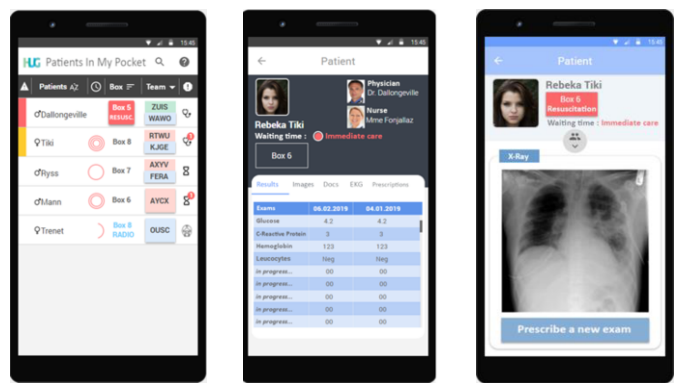 15:45
HUG Patients In My Pocket
Patients AZ Box Team
Dallongeville Box 5 RESUSC. ZUIS WAWO
Tiki Box 8 RTWU KJGE
Ryss Box 7 AXYV FERA
Mann Box 6 AYCX
Trenet Box 8 RADIO OUSC
15:45
Patient
Physician
Dr. Dallongeville
Nurse
Mme Fonjallaz
Rebeka Tiki
Waiting time : Immediate care
Box 6
Results Images Docs EKG Prescriptions
Exams 06.02.2019 04.01.2019
Glucose 4.2 4.2
C-Reactive Protein 3 3
Hemoglobin 123 123
Leucocytes Neg Neg
in progress... 00 00
in progress... 00 00
in progress... 00 00
in progress... 00 00
in progress... 00 00
15:45
Patient
Rebeka Tiki
Box 6
Resuscitation
Waiting time : Immediate care
X-Ray
Prescribe a new exam